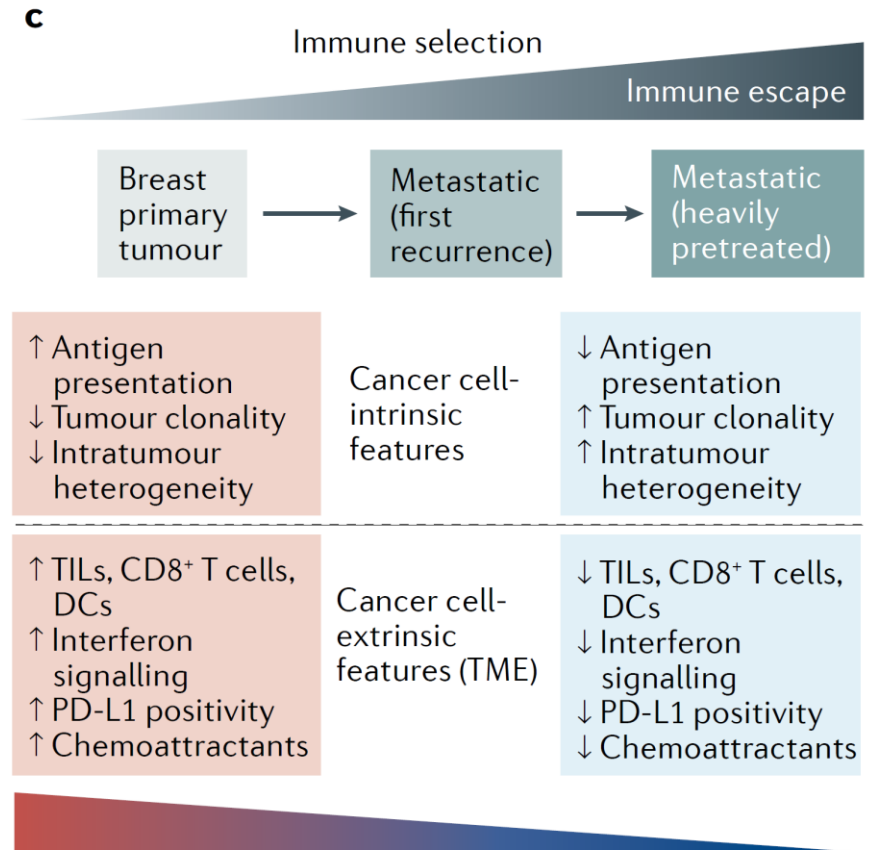 c
Immune selection
Immune escape
Breast
primary
tumour
Metastatic
(first
recurrence)
Metastatic
(heavily
pretreated)
↑ Antigen
presentation
↓ Tumour clonality
↓ Intratumour
heterogeneity
Cancer cell-
intrinsic
features
↓ Antigen
presentation
↑ Tumour clonality
↑ Intratumour
heterogeneity
↑ TILs, CD8⁺ T cells,
DCs
↑ Interferon
signalling
↑ PD-L1 positivity
↑ Chemoattractants
Cancer cell-
extrinsic
features (TME)
↓ TILs, CD8⁺ T cells,
DCs
↓ Interferon
signalling
↓ PD-L1 positivity
↓ Chemoattractants